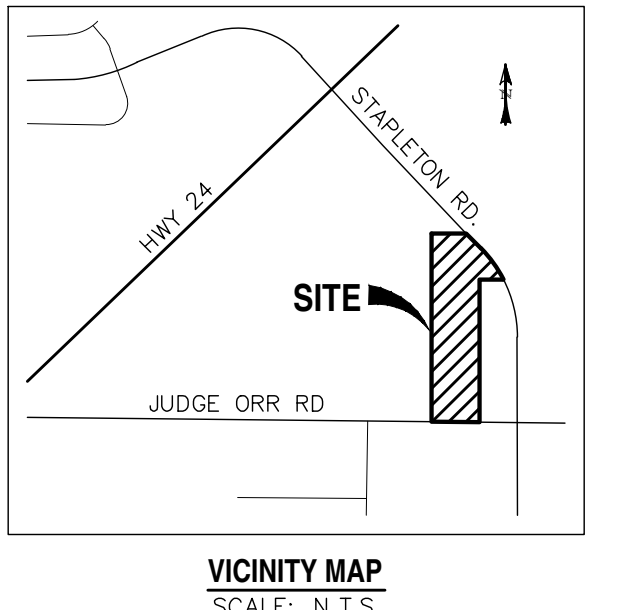 STAPLETON RD.
N
HWY 24
SITE
JUDGE ORR RD
VICINITY MAP
SCALE: N.T.S.